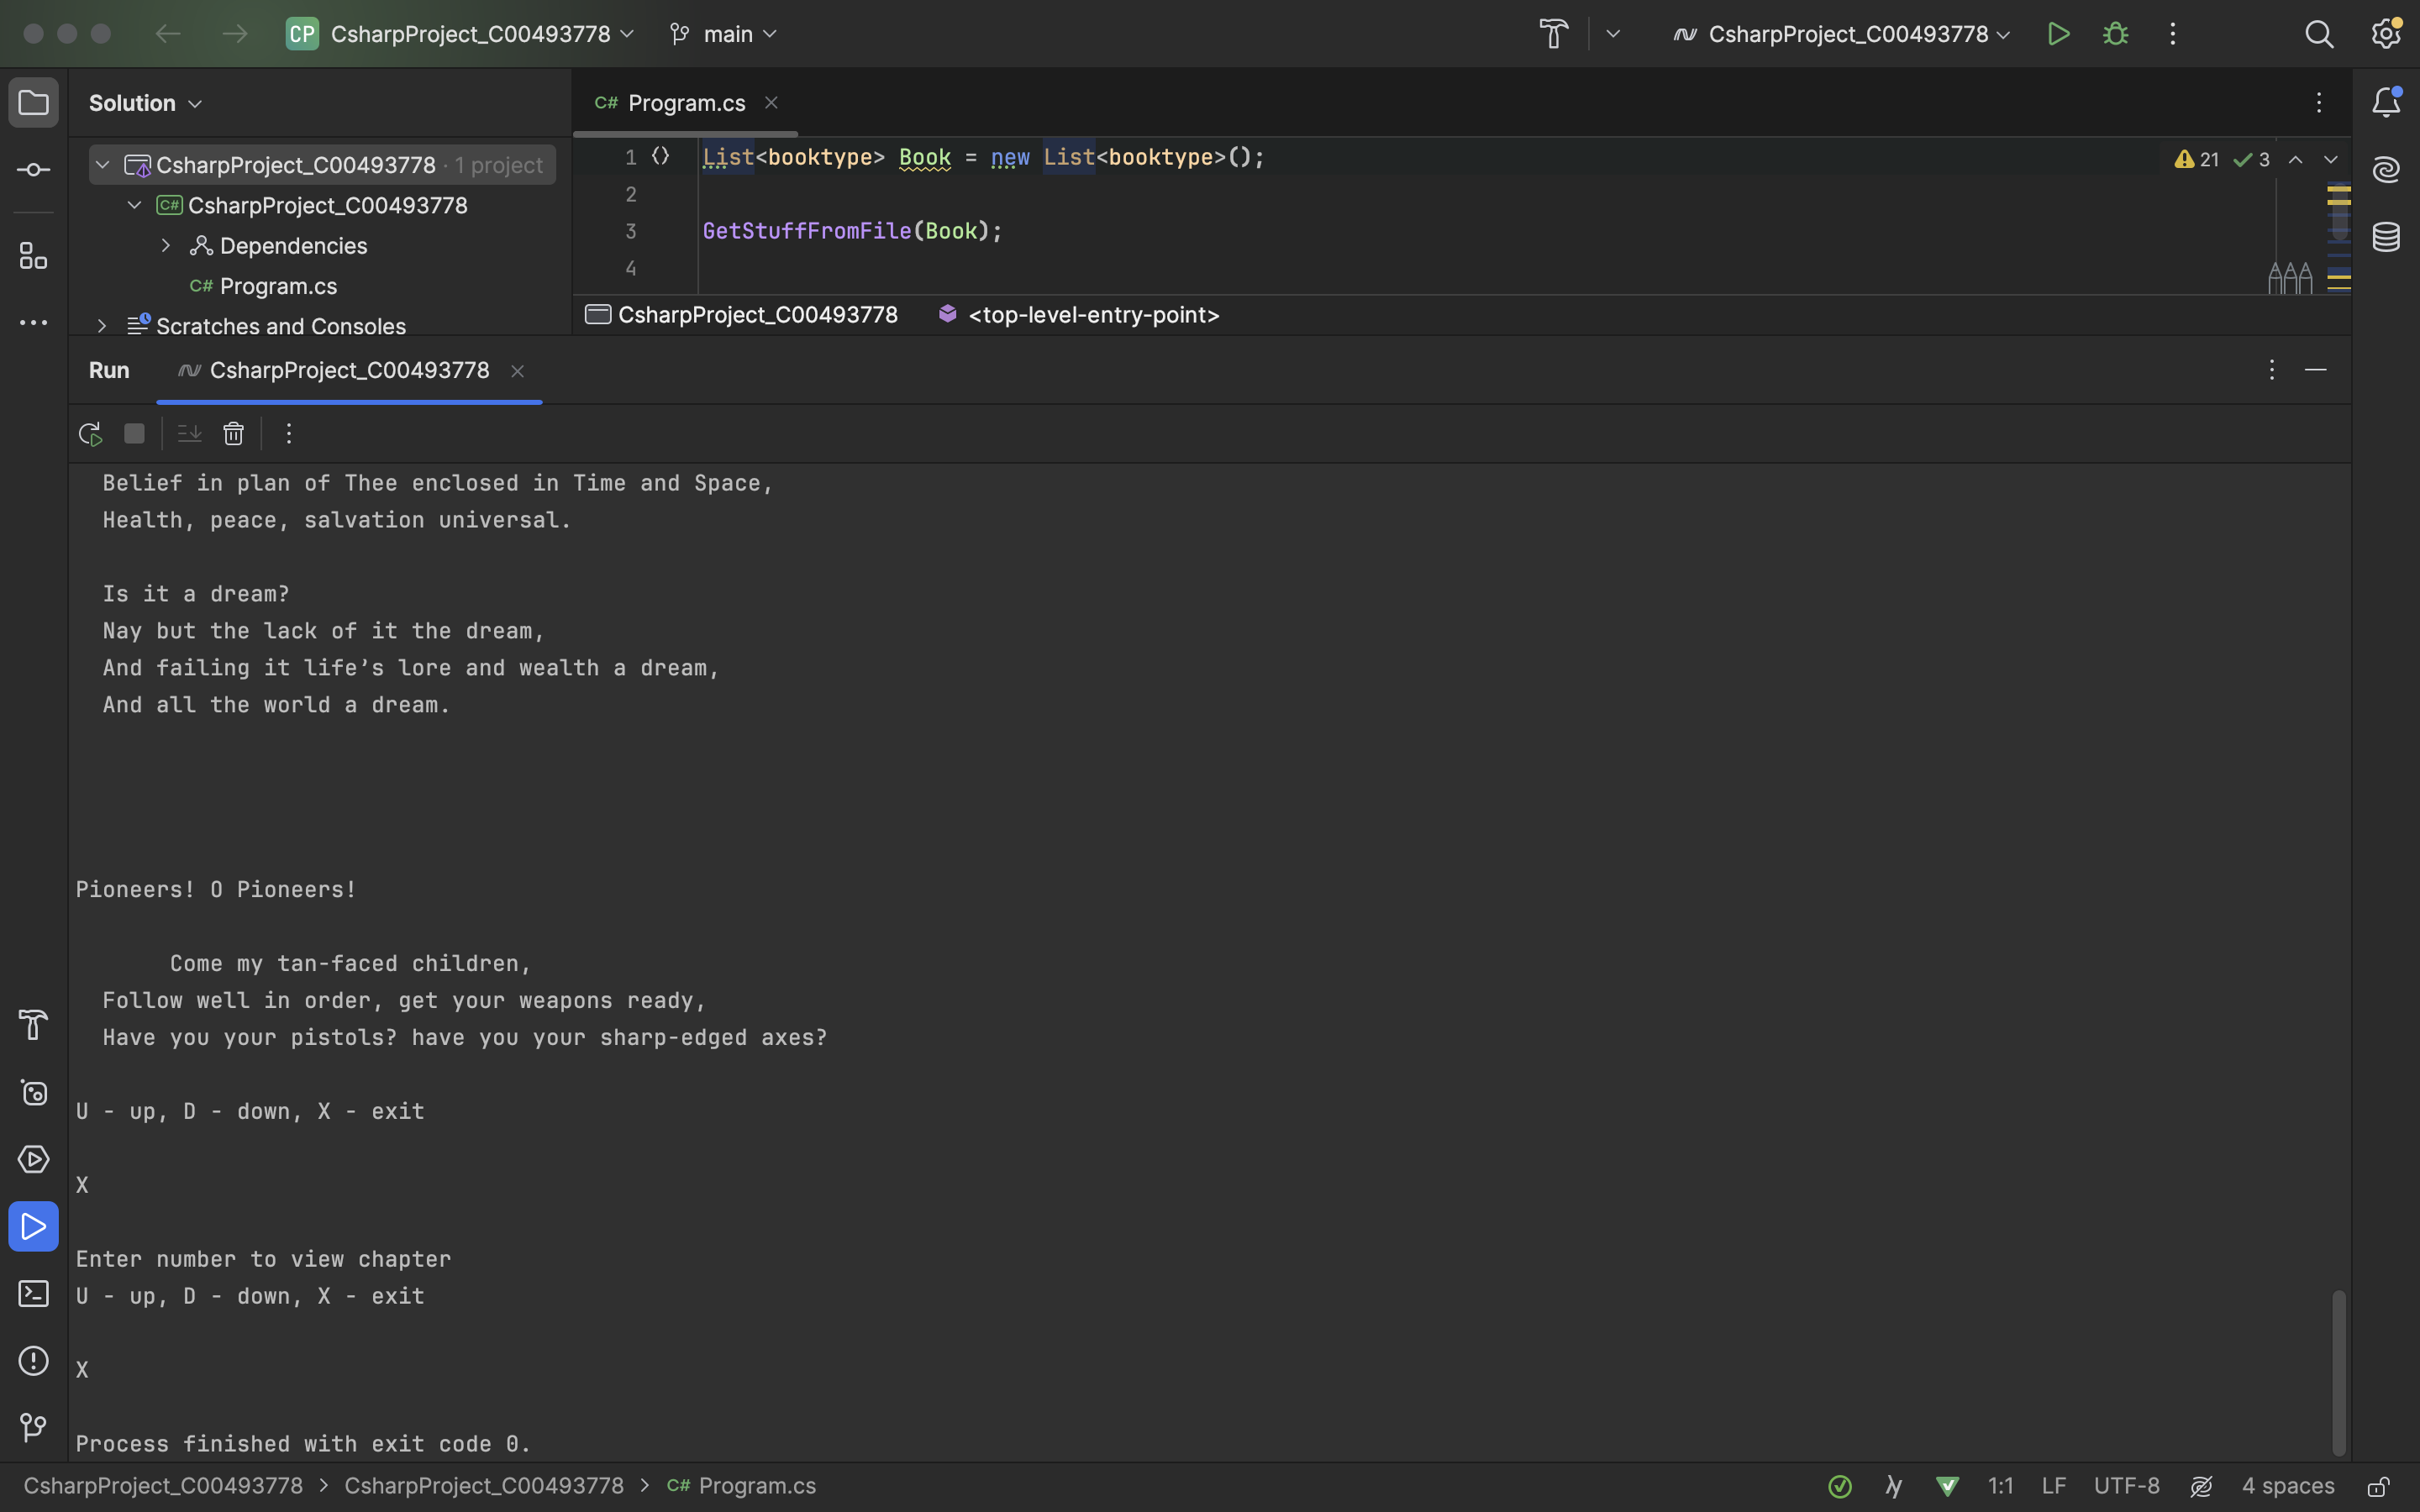 CP CsharpProject_C00493778 main CsharpProject_C00493778
Solution
C# Program.cs
CsharpProject_C00493778 · 1 project
C# CsharpProject_C00493778
Dependencies
C# Program.cs
Scratches and Consoles
1 List<booktype> Book = new List<booktype>(); 21 3
2
3 GetStuffFromFile(Book);
4
CsharpProject_C00493778 <top-level-entry-point>
Run CsharpProject_C00493778
Belief in plan of Thee enclosed in Time and Space,
Health, peace, salvation universal.
Is it a dream?
Nay but the lack of it the dream,
And failing it life’s lore and wealth a dream,
And all the world a dream.
Pioneers! O Pioneers!
Come my tan-faced children,
Follow well in order, get your weapons ready,
Have you your pistols? have you your sharp-edged axes?
U - up, D - down, X - exit
X
Enter number to view chapter
U - up, D - down, X - exit
X
Process finished with exit code 0.
CsharpProject_C00493778 > CsharpProject_C00493778 > C# Program.cs 1:1 LF UTF-8 4 spaces